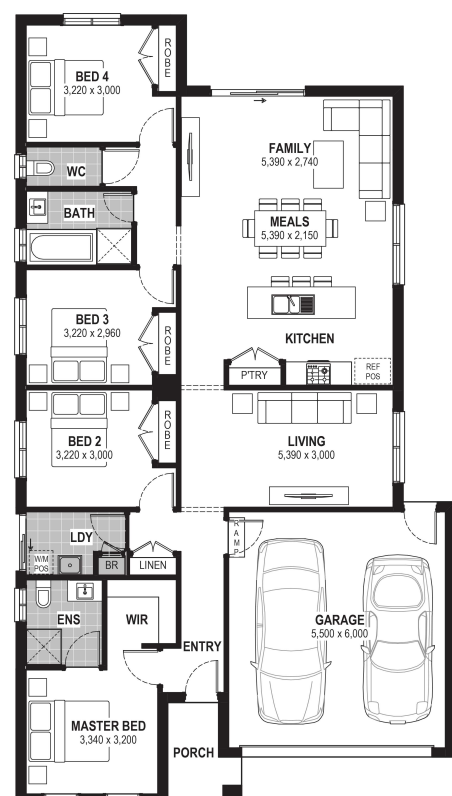 BED 4
3,220 x 3,000
ROBE
FAMILY
5,390 x 2,740
WC
BATH
MEALS
5,390 x 2,150
BED 3
3,220 x 2,960
ROBE
KITCHEN
P'TRY
REF
POS
BED 2
3,220 x 3,000
ROBE
LIVING
5,390 x 3,000
LDY
W/M
POS
BR
LINEN
RAMP
ENS
WIR
GARAGE
5,500 x 6,000
ENTRY
MASTER BED
3,340 x 3,200
PORCH